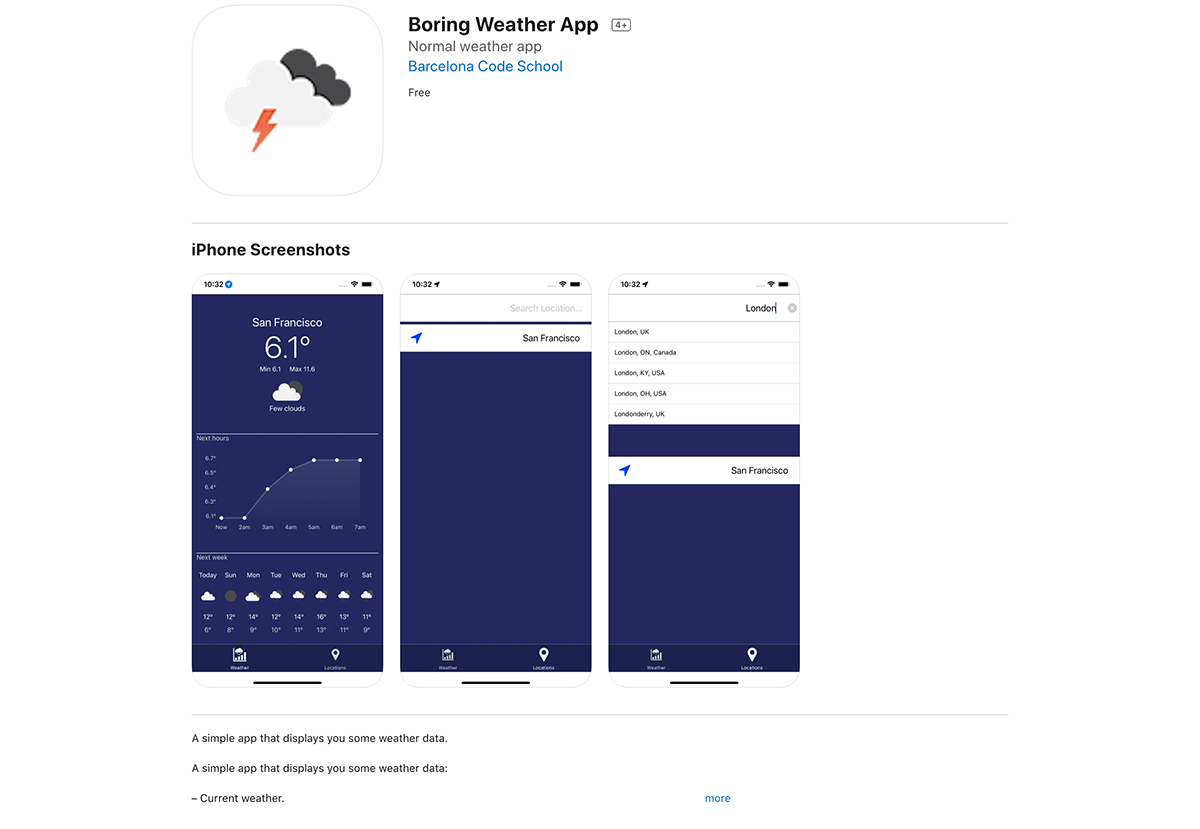 Boring Weather App 4+
Normal weather app
Barcelona Code School
Free
iPhone Screenshots
10:32
San Francisco
6.1°
Min 6.1 Max 11.6
Few clouds
Next hours
6.7°
6.5°
6.4°
6.3°
6.1°
Now 2am 3am 4am 5am 6am 7am
Next week
Today Sun Mon Tue Wed Thu Fri Sat
12° 12° 14° 12° 14° 16° 13° 11°
6° 8° 9° 10° 11° 13° 11° 9°
Weather Locations
10:32
Search Location...
San Francisco
Weather Locations
10:32
London
London, UK
London, ON, Canada
London, KY, USA
London, OH, USA
Londonderry, UK
San Francisco
Weather Locations
A simple app that displays you some weather data.
A simple app that displays you some weather data:
– Current weather. more